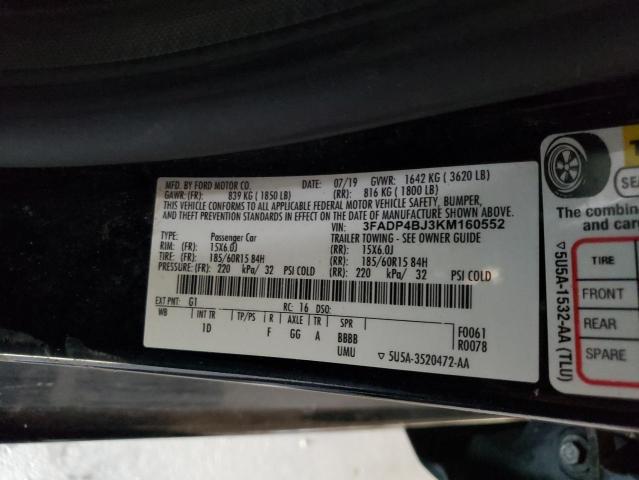 MFD. BY FORD MOTOR CO. DATE: 07/19 GVWR: 1642 KG ( 3620 LB)
GAWR: (FR): 839 KG ( 1850 LB) (RR): 816 KG ( 1800 LB)
THIS VEHICLE CONFORMS TO ALL APPLICABLE FEDERAL MOTOR VEHICLE SAFETY, BUMPER,
AND THEFT PREVENTION STANDARDS IN EFFECT ON THE DATE OF MANUFACTURE SHOWN ABOVE.
VIN: 3FADP4BJ3KM160552
TYPE: Passenger Car TRAILER TOWING - SEE OWNER GUIDE
RIM: (FR): 15X6.0J (RR): 15X6.0J
TIRES: (FR): 185/60R15 84H (RR): 185/60R15 84H
PRESSURE: (FR): 220 kPa/ 32 PSI COLD (RR): 220 kPa/ 32 PSI COLD
EXT PNT: G1 RC: 16 DSO:
WB INT TR TP/PS R AXLE TR SPR F0061
1D F GG A BBBB R0078
UMU ▽5U5A-3520472-AA
The combined
and car
TIRE
FRONT
REAR
SPARE
▽5U5A-1532-AA (TLU)